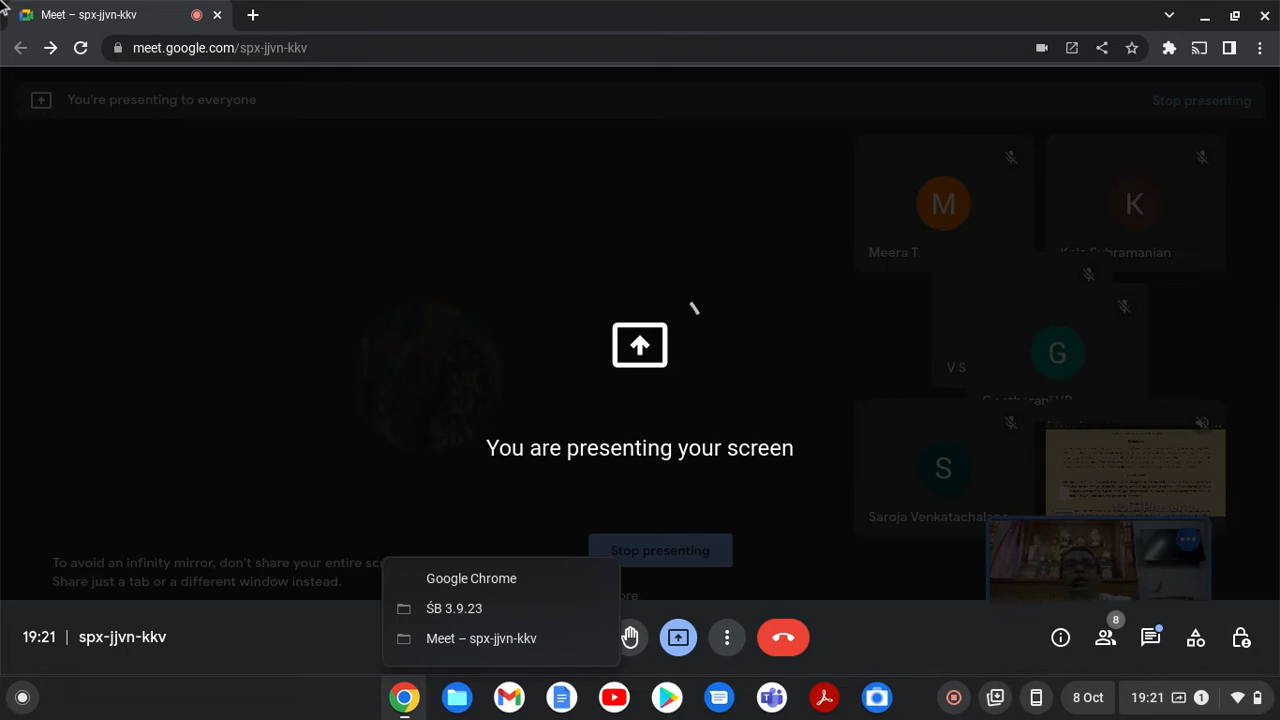 Meet – spx-jjvn-kkv
meet.google.com/spx-jjvn-kkv
You're presenting to everyone
Stop presenting
M
K
Meera T
Kala Subramanian
G
V S
Geetharani V R
S
Saroja Venkatachala
You are presenting your screen
To avoid an infinity mirror, don't share your entire scre
Share just a tab or a different window instead.
Stop presenting
Google Chrome
ŚB 3.9.23
Meet – spx-jjvn-kkv
8
19:21 | spx-jjvn-kkv
8 Oct
19:21
1